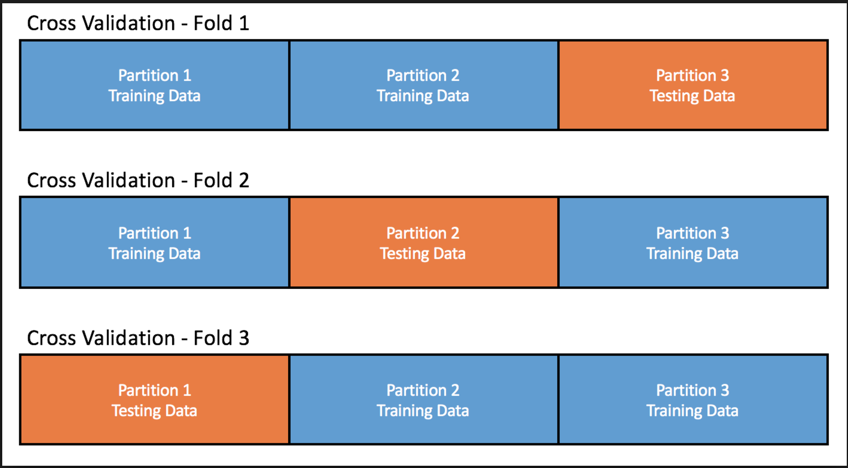 Cross Validation - Fold 1
Partition 1
Training Data
Partition 2
Training Data
Partition 3
Testing Data
Cross Validation - Fold 2
Partition 1
Training Data
Partition 2
Testing Data
Partition 3
Training Data
Cross Validation - Fold 3
Partition 1
Testing Data
Partition 2
Training Data
Partition 3
Training Data